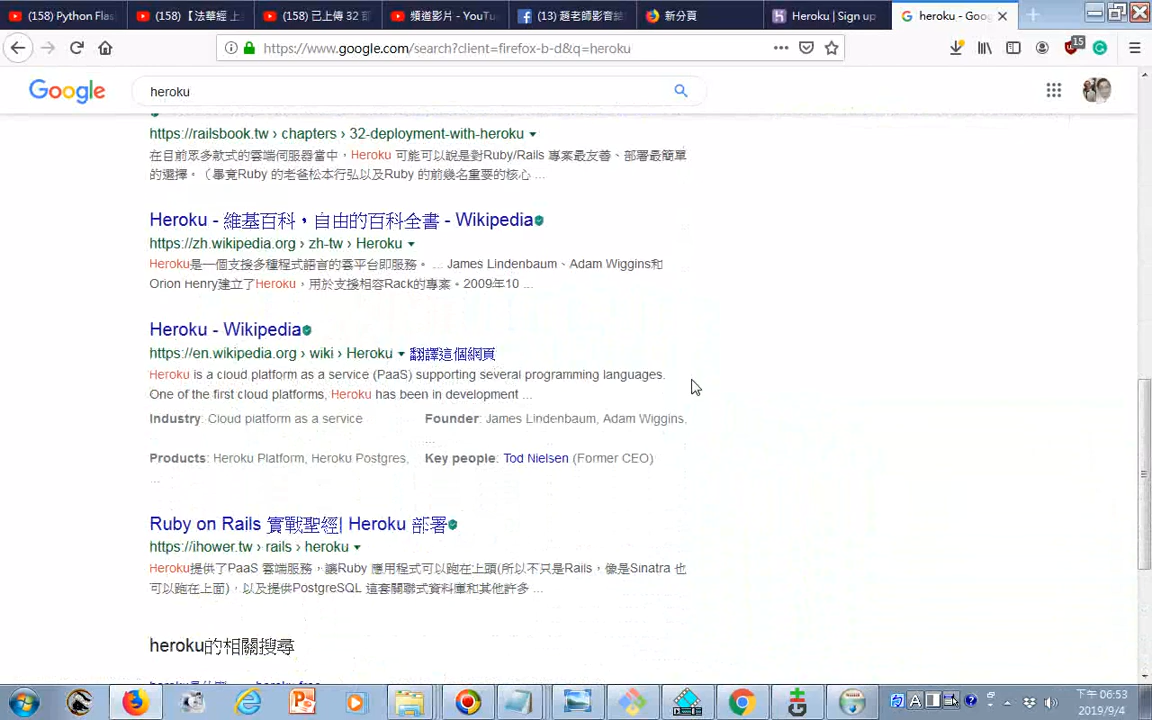 (158) Python Flas
(158)【法華經 上
(158) 已上傳 32 部
頻道影片 - YouTu
(13) 趙老師影音
新分頁
Heroku | Sign up
heroku - Goog
https://www.google.com/search?client=firefox-b-d&q=heroku
15
Google
heroku
https://railsbook.tw › chapters › 32-deployment-with-heroku
在目前眾多款式的雲端伺服器當中，Heroku 可能可以說是對Ruby/Rails 專案最友善、部署最簡單
的選擇。（畢竟Ruby 的老爸松本行弘以及Ruby 的前幾名重要的核心 ...
Heroku - 維基百科，自由的百科全書 - Wikipedia
https://zh.wikipedia.org › zh-tw › Heroku
Heroku是一個支援多種程式語言的雲平台即服務。 ... James Lindenbaum、Adam Wiggins和
Orion Henry建立了Heroku，用於支援相容Rack的專案。2009年10 ...
Heroku - Wikipedia
https://en.wikipedia.org › wiki › Heroku 翻譯這個網頁
Heroku is a cloud platform as a service (PaaS) supporting several programming languages.
One of the first cloud platforms, Heroku has been in development ...
Industry: Cloud platform as a service
Founder: James Lindenbaum, Adam Wiggins,
...
Products: Heroku Platform, Heroku Postgres,
...
Key people: Tod Nielsen (Former CEO)
Ruby on Rails 實戰聖經| Heroku 部署
https://ihower.tw › rails › heroku
Heroku提供了PaaS 雲端服務，讓Ruby 應用程式可以跑在上頭(所以不只是Rails，像是Sinatra 也
可以跑在上面)，以及提供PostgreSQL 這套關聯式資料庫和其他許多 ...
heroku的相關搜尋
heroku free
下午 06:53
2019/9/4